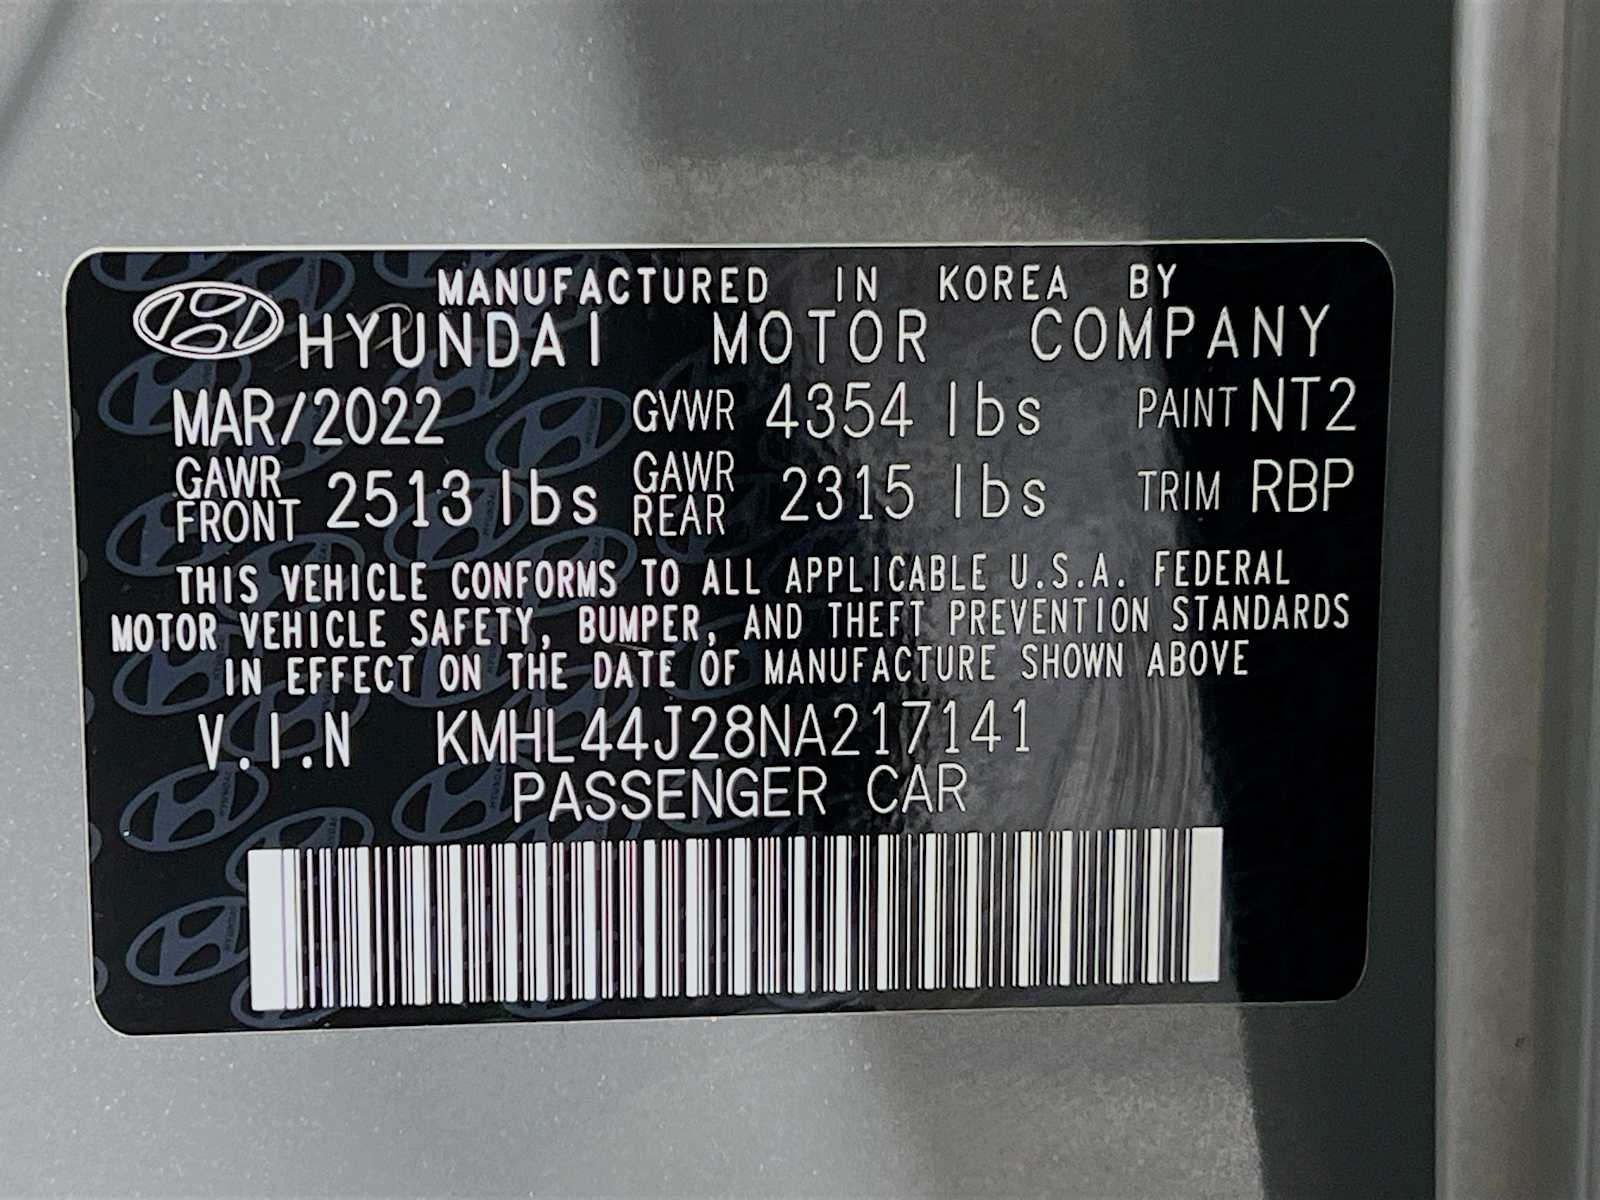 MANUFACTURED IN KOREA BY
HYUNDAI MOTOR COMPANY
MAR/2022 GVWR 4354 lbs PAINT NT2
GAWR FRONT 2513 lbs GAWR REAR 2315 lbs TRIM RBP
THIS VEHICLE CONFORMS TO ALL APPLICABLE U.S.A. FEDERAL
MOTOR VEHICLE SAFETY, BUMPER, AND THEFT PREVENTION STANDARDS
IN EFFECT ON THE DATE OF MANUFACTURE SHOWN ABOVE
V.I.N KMHL44J28NA217141
PASSENGER CAR